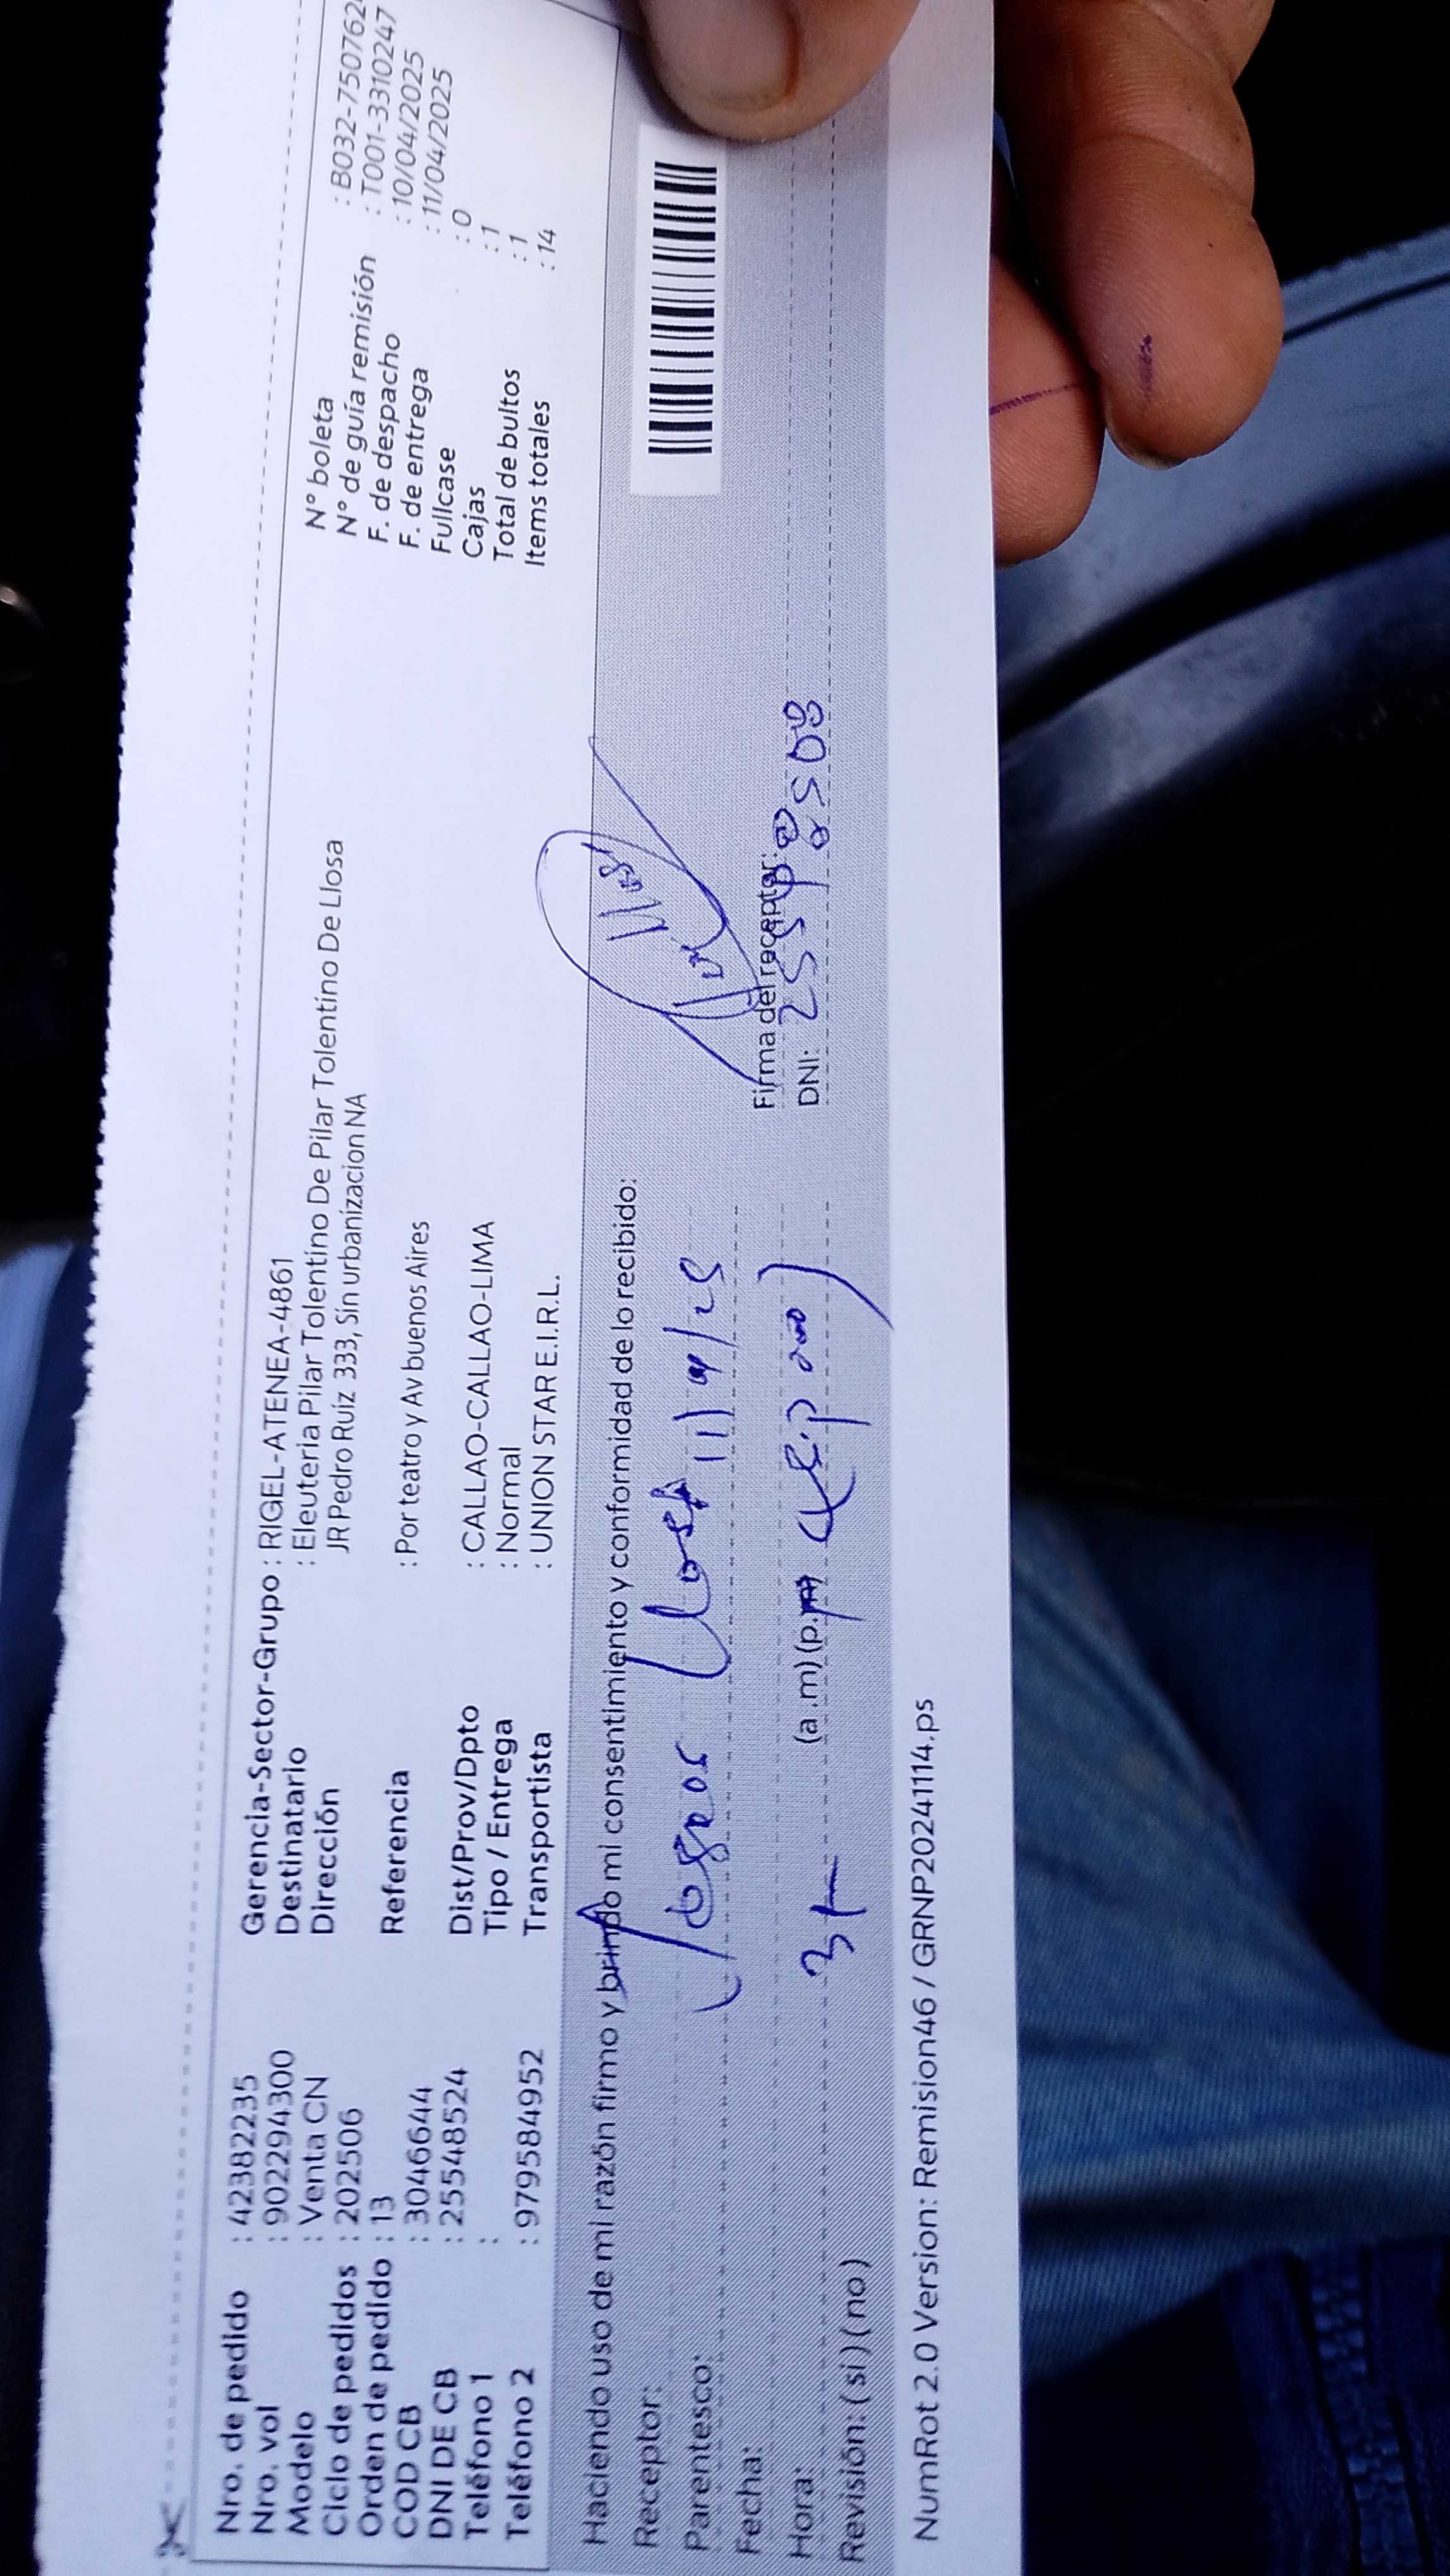 Nro. de pedido : 42382235
Nro. vol : 902294300
Modelo : Venta CN
Ciclo de pedidos : 202506
Orden de pedido : 13
COD CB : 3046644
DNI DE CB : 25548524
Teléfono 1 :
Teléfono 2 : 979584952
Gerencia-Sector-Grupo : RIGEL-ATENEA-4861
Destinatario : Eleuteria Pilar Tolentino De Pilar Tolentino De Llosa
Dirección JR Pedro Ruiz 333, Sin urbanizacion NA
Referencia : Por teatro y Av buenos Aires
Dist/Prov/Dpto : CALLAO-CALLAO-LIMA
Tipo / Entrega : Normal
Transportista : UNION STAR E.I.R.L.
N° boleta : B032-750762
N° de guía remisión : T001-3310247
F. de despacho : 10/04/2025
F. de entrega : 11/04/2025
Fullcase : 0
Cajas : 1
Total de bultos : 1
Items totales : 14
Haciendo uso de mi razón firmo y brindo mi consentimiento y conformidad de lo recibido:
Receptor:
Parentesco:
Fecha: 11/4/25
Hora: (a.m) (p.m)
Revisión: (si) (no)
Firma del receptor:
DNI:
NumRot 2.0 Version: Remision46 / GRNP20241114.ps